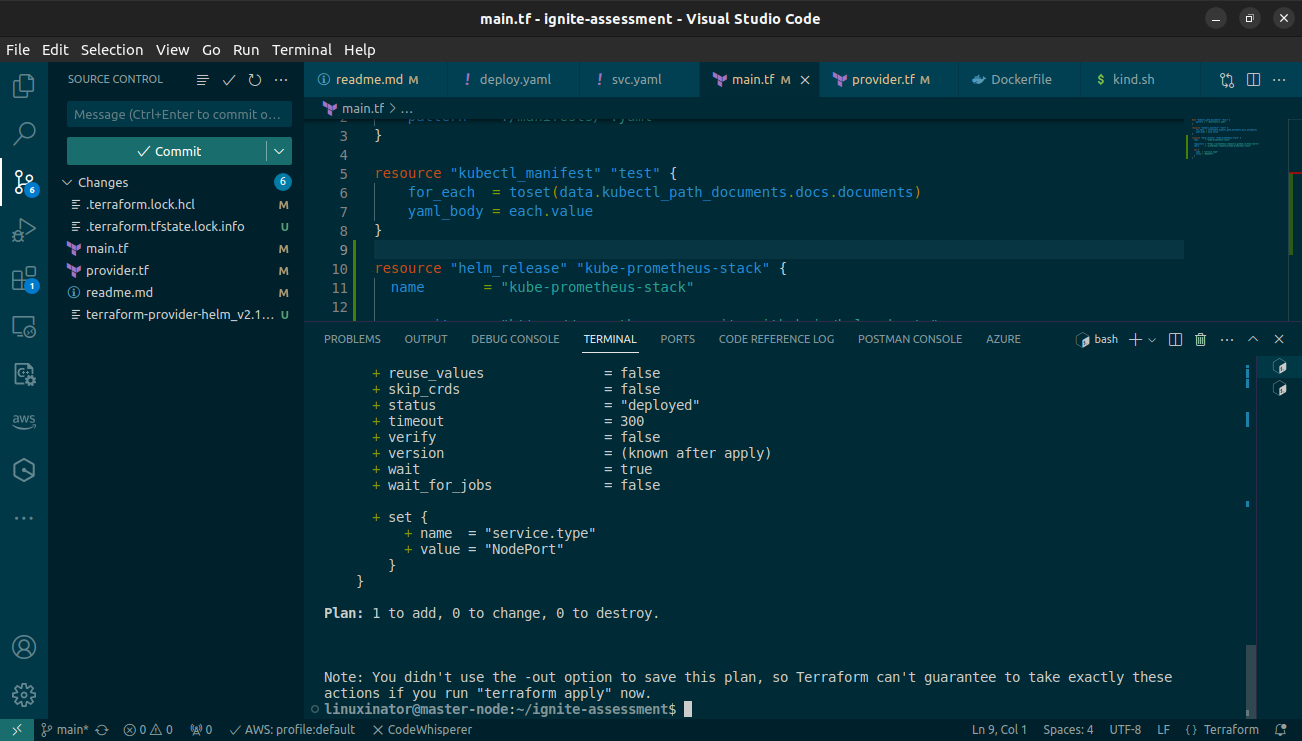 main.tf - ignite-assessment - Visual Studio Code
File Edit Selection View Go Run Terminal Help
SOURCE CONTROL
Message (Ctrl+Enter to commit o...
Commit
Changes 6
.terraform.lock.hcl M
.terraform.tfstate.lock.info U
main.tf M
provider.tf M
readme.md M
terraform-provider-helm_v2.1... U
6
1
aws
readme.md M
! deploy.yaml
! svc.yaml
main.tf M
provider.tf M
Dockerfile
$ kind.sh
main.tf > ...
3 }
4
5 resource "kubectl_manifest" "test" {
6 for_each = toset(data.kubectl_path_documents.docs.documents)
7 yaml_body = each.value
8 }
9
10 resource "helm_release" "kube-prometheus-stack" {
11 name = "kube-prometheus-stack"
12
PROBLEMS OUTPUT DEBUG CONSOLE TERMINAL PORTS CODE REFERENCE LOG POSTMAN CONSOLE AZURE
bash
+ reuse_values = false
+ skip_crds = false
+ status = "deployed"
+ timeout = 300
+ verify = false
+ version = (known after apply)
+ wait = true
+ wait_for_jobs = false
+ set {
+ name = "service.type"
+ value = "NodePort"
}
}
Plan: 1 to add, 0 to change, 0 to destroy.
Note: You didn't use the -out option to save this plan, so Terraform can't guarantee to take exactly these
actions if you run "terraform apply" now.
linuxinator@master-node:~/ignite-assessment$
main* 0 0 0 AWS: profile:default CodeWhisperer Ln 9, Col 1 Spaces: 4 UTF-8 LF {} Terraform